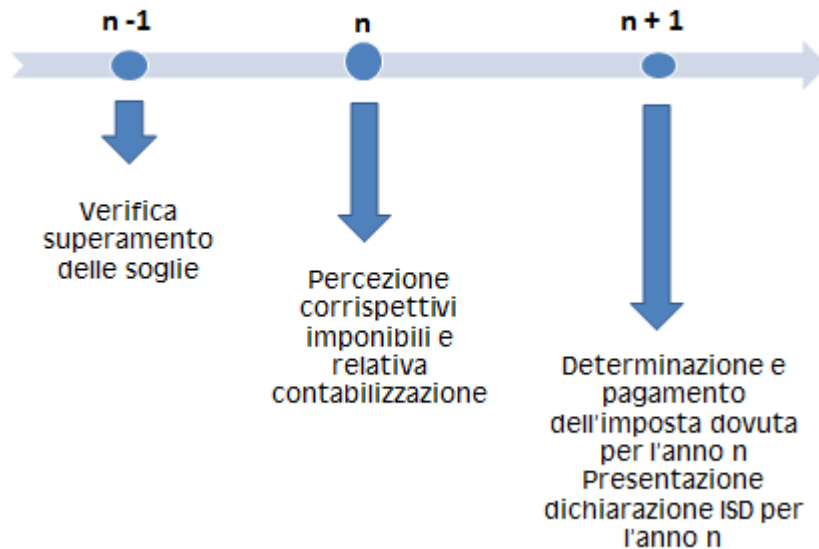 n -1
n
n + 1
Verifica
superamento
delle soglie
Percezione
corrispettivi
imponibili e
relativa
contabilizzazione
Determinazione e
pagamento
dell'imposta dovuta
per l'anno n
Presentazione
dichiarazione ISD per
l'anno n